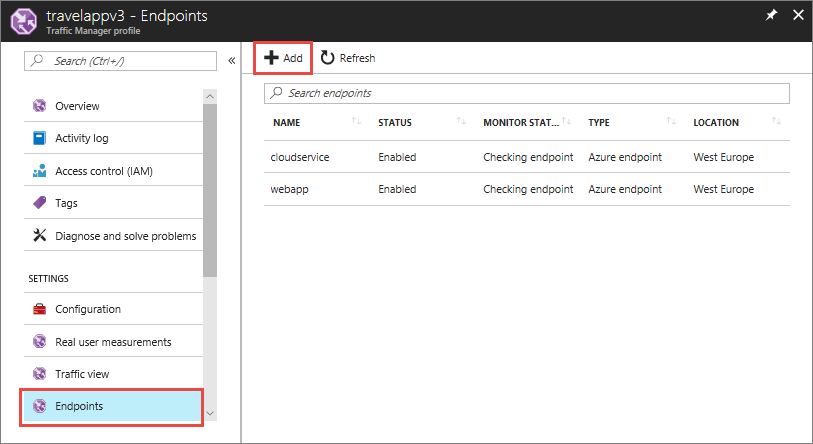 travelappv3 - Endpoints
Traffic Manager profile
Search (Ctrl+/)
Overview
Activity log
Access control (IAM)
Tags
Diagnose and solve problems
SETTINGS
Configuration
Real user measurements
Traffic view
Endpoints
Add Refresh
Search endpoints
NAME STATUS MONITOR STAT... TYPE LOCATION
cloudservice Enabled Checking endpoint Azure endpoint West Europe
webapp Enabled Checking endpoint Azure endpoint West Europe